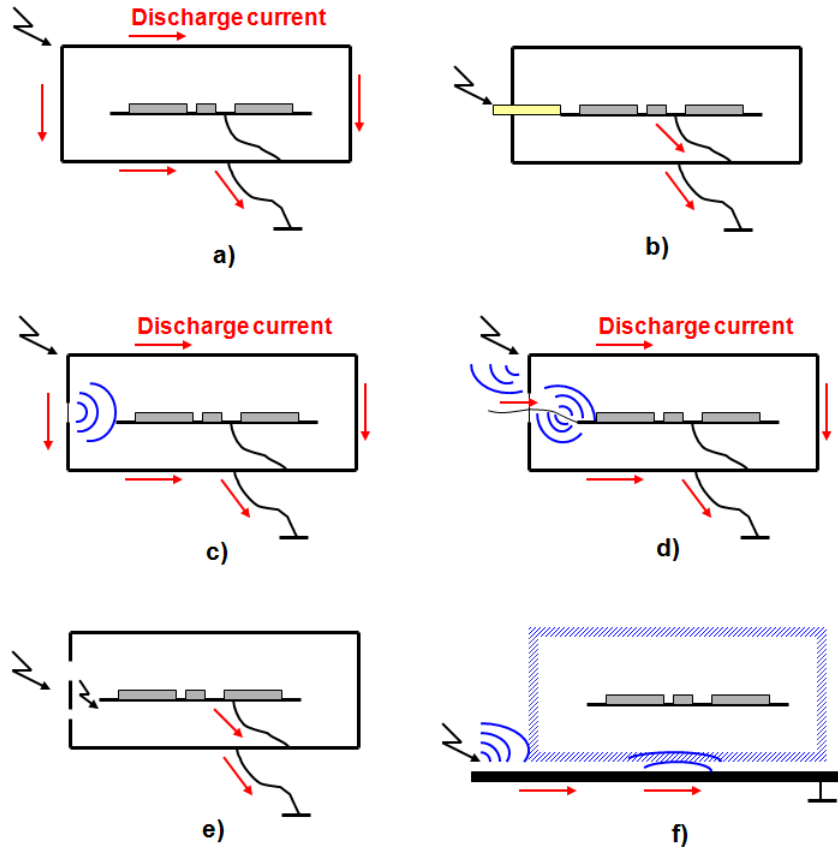 Discharge current
a)
b)
Discharge current
c)
Discharge current
d)
e)
f)